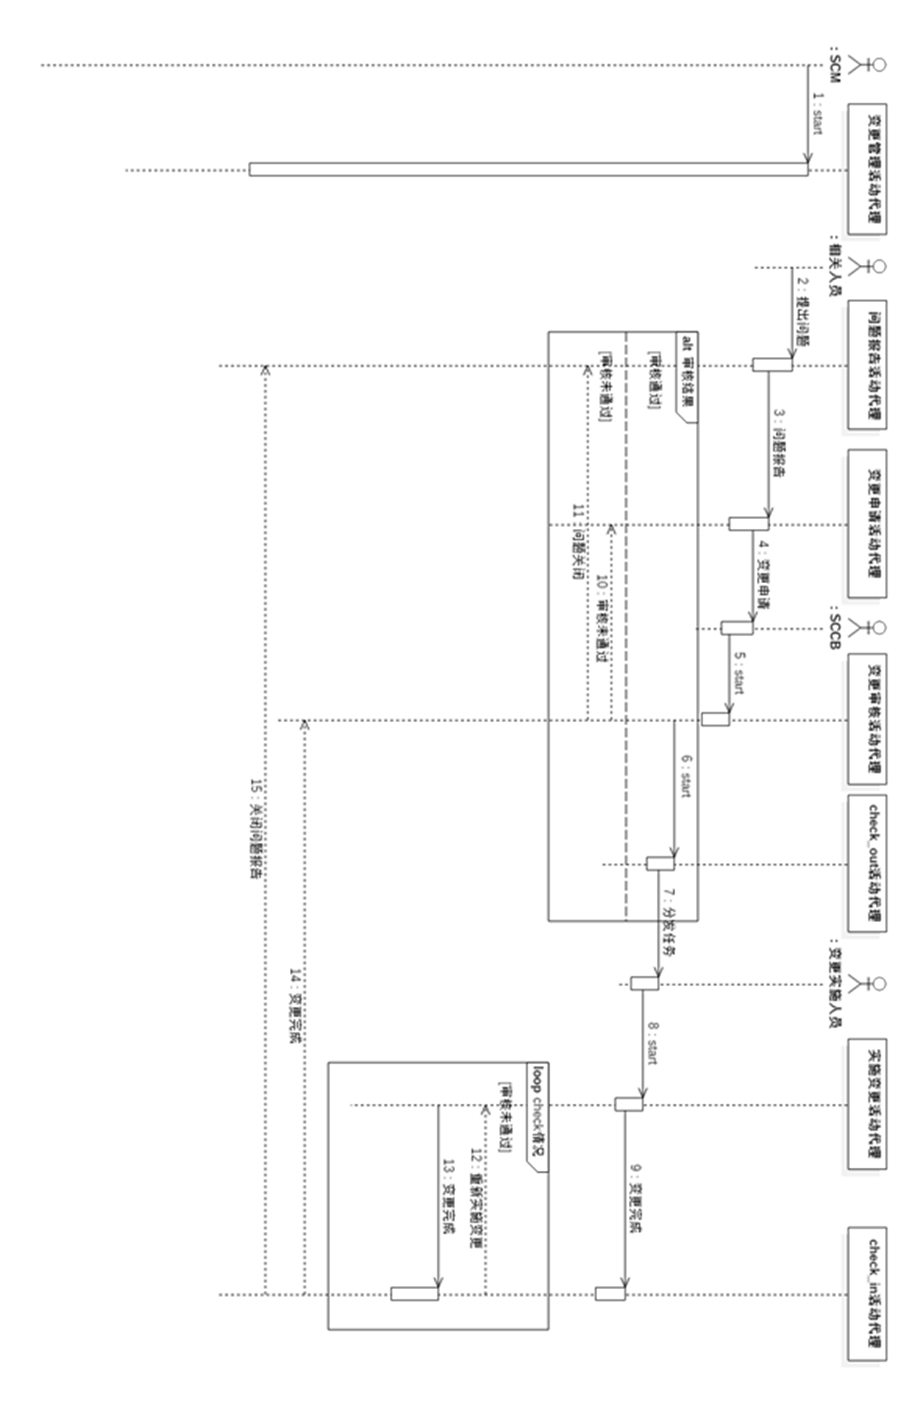 : SCM
变更管理活动代理
: 相关人员
问题报告活动代理
变更申请活动代理
: SCCB
变更审核活动代理
check_out活动代理
: 变更实施人员
实施变更活动代理
check_in活动代理
1 : start
2 : 提出问题
3 : 问题报告
4 : 变更申请
5 : start
alt 审核结果
[审核通过]
6 : start
7 : 分发任务
8 : start
9 : 变更完成
[审核未通过]
10 : 审核未通过
11 : 问题关闭
loop check情况
[审核未通过]
12 : 重新实施变更
13 : 变更完成
14 : 变更完成
15 : 关闭问题报告